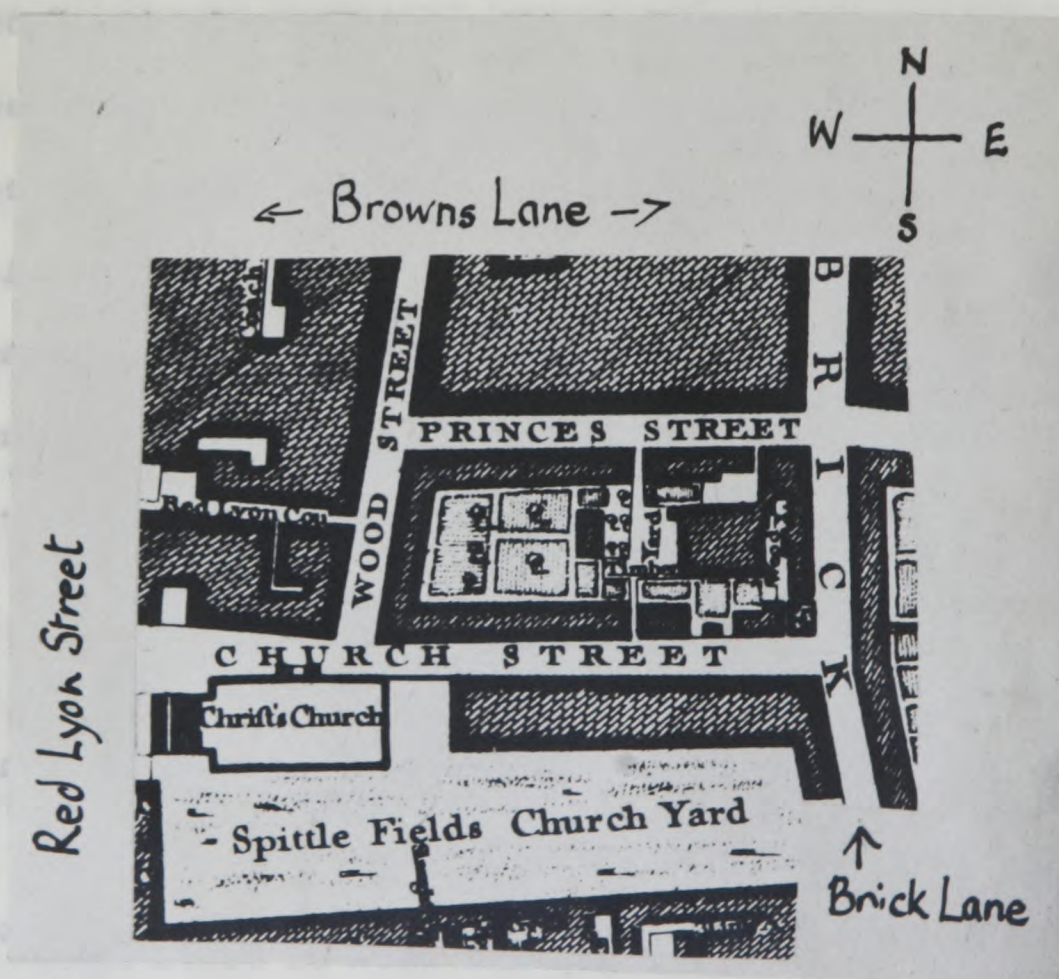 N
W E
S
← Browns Lane →
BRICK
WOOD STREET
PRINCES STREET
Red Lyon Cou
Yard
CHURCH STREET
Christ's Church
Spittle Fields Church Yard
Red Lyon Street
↑
Brick Lane